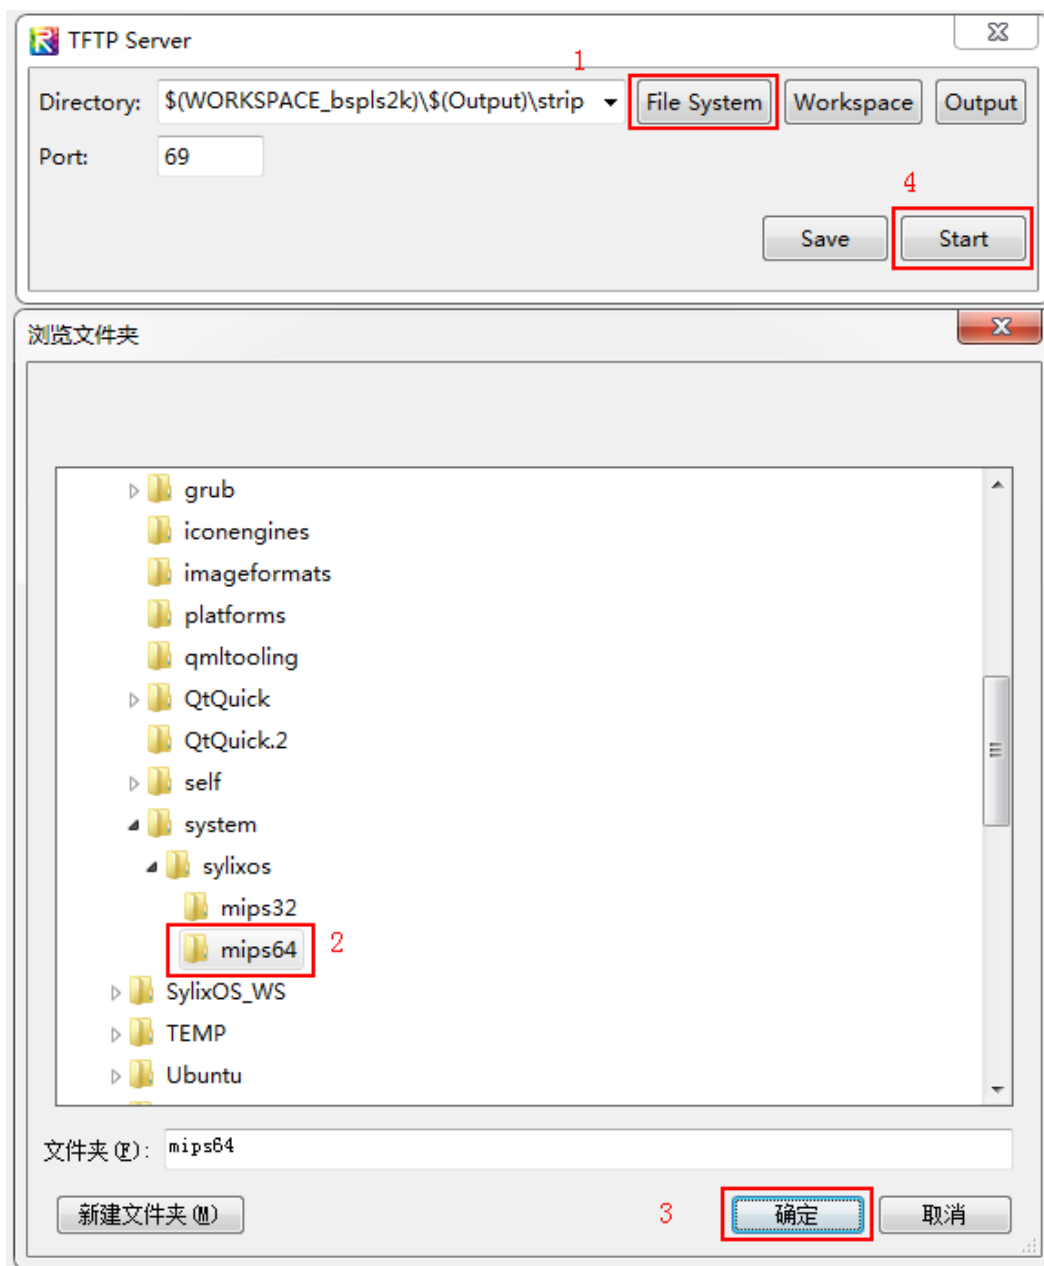 TFTP Server
1
Directory: $(WORKSPACE_bspls2k)\$(Output)\strip File System Workspace Output
Port: 69
4
Save Start
浏览文件夹
grub
iconengines
imageformats
platforms
qmltooling
QtQuick
QtQuick.2
self
system
sylixos
mips32
mips64 2
SylixOS_WS
TEMP
Ubuntu
文件夹(F): mips64
新建文件夹(M) 3 确定 取消